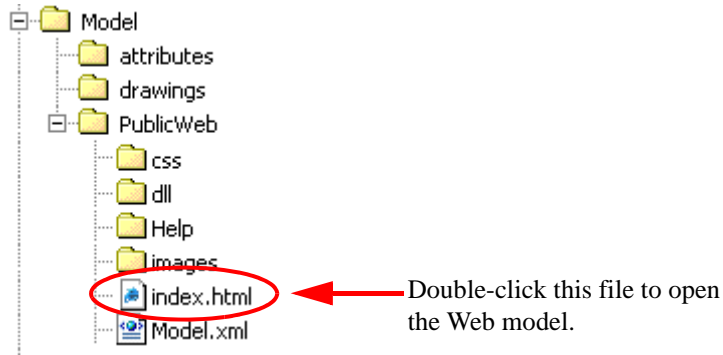 Model
attributes
drawings
PublicWeb
css
dll
Help
images
index.html
Double-click this file to open
the Web model.
Model.xml